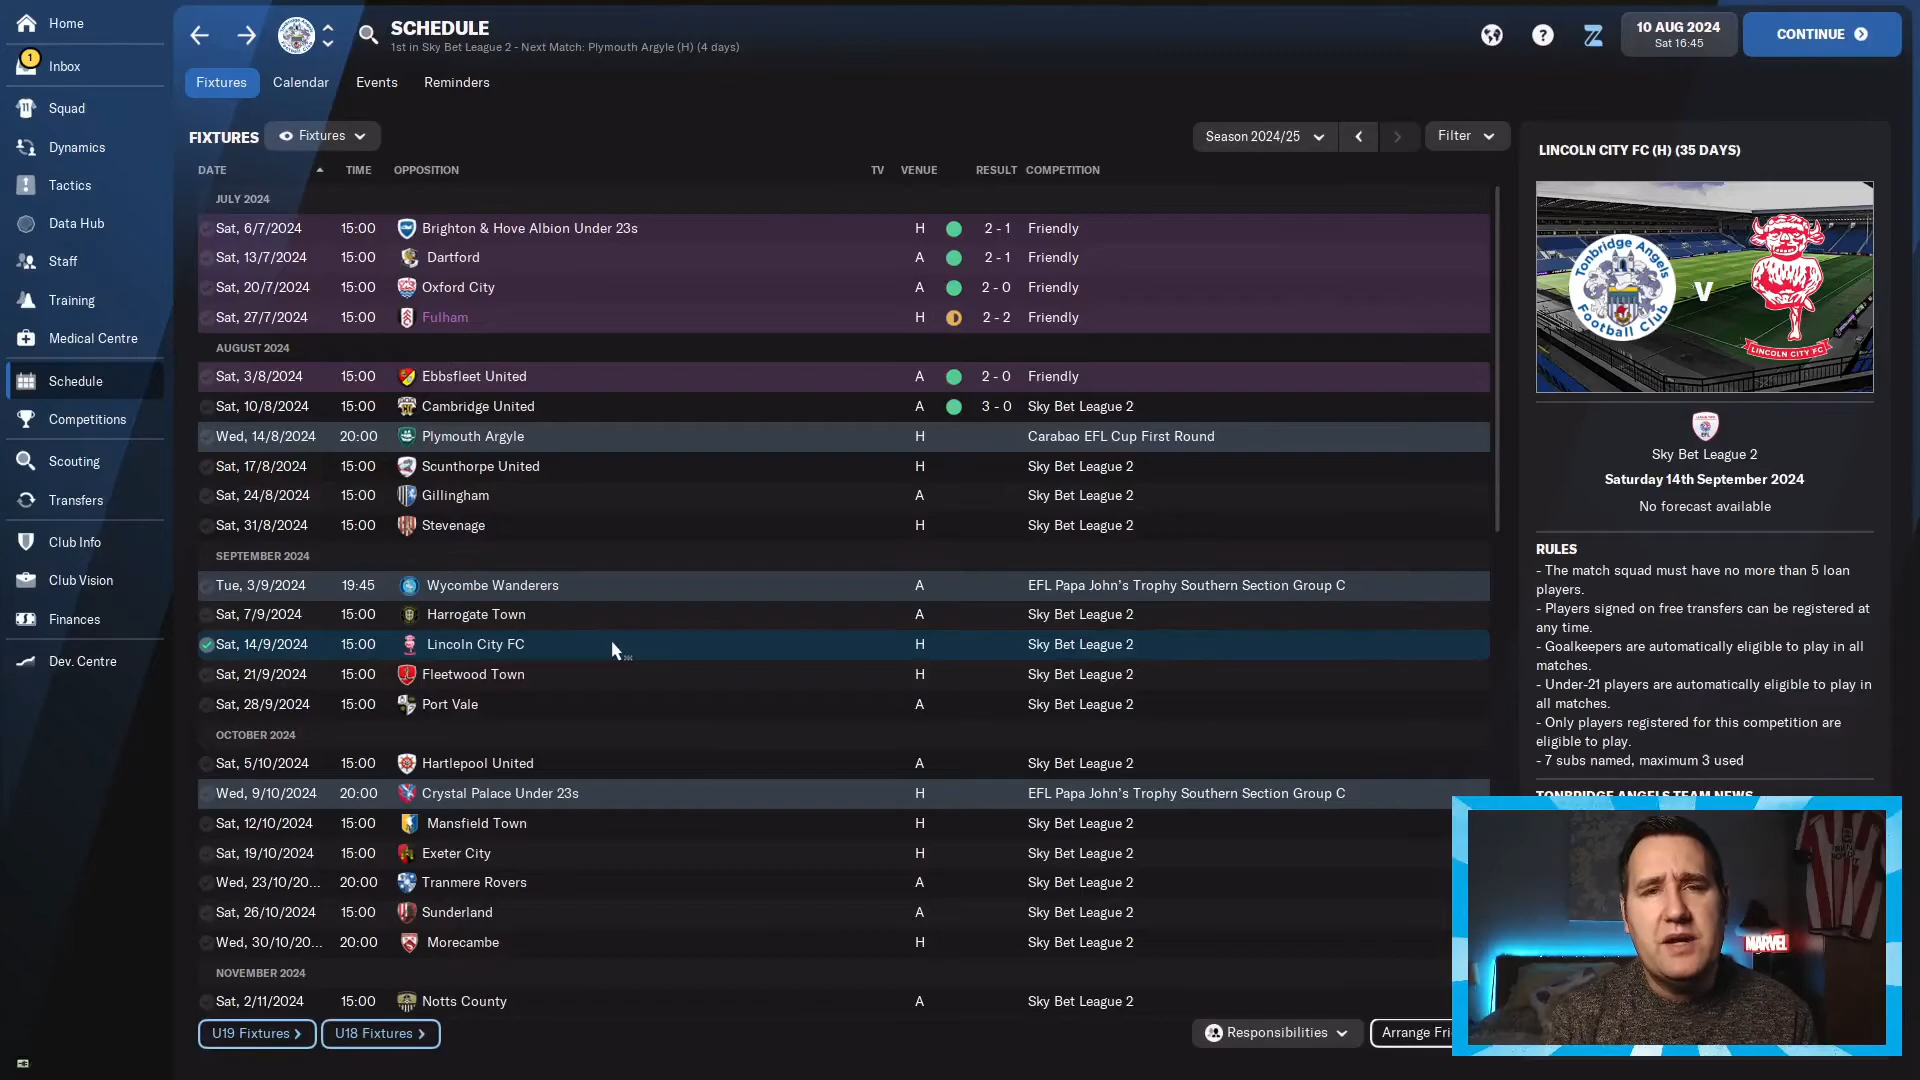 Home
1
Inbox
Squad
Dynamics
Tactics
Data Hub
Staff
Training
Medical Centre
Schedule
Competitions
Scouting
Transfers
Club Info
Club Vision
Finances
Dev. Centre
SCHEDULE
1st in Sky Bet League 2 - Next Match: Plymouth Argyle (H) (4 days)
10 AUG 2024
Sat 16:45
CONTINUE
Fixtures Calendar Events Reminders
FIXTURES Fixtures
Season 2024/25 Filter
DATE TIME OPPOSITION TV VENUE RESULT COMPETITION
JULY 2024
Sat, 6/7/2024 15:00 Brighton & Hove Albion Under 23s H 2 - 1 Friendly
Sat, 13/7/2024 15:00 Dartford A 2 - 1 Friendly
Sat, 20/7/2024 15:00 Oxford City A 2 - 0 Friendly
Sat, 27/7/2024 15:00 Fulham H 2 - 2 Friendly
AUGUST 2024
Sat, 3/8/2024 15:00 Ebbsfleet United A 2 - 0 Friendly
Sat, 10/8/2024 15:00 Cambridge United A 3 - 0 Sky Bet League 2
Wed, 14/8/2024 20:00 Plymouth Argyle H Carabao EFL Cup First Round
Sat, 17/8/2024 15:00 Scunthorpe United H Sky Bet League 2
Sat, 24/8/2024 15:00 Gillingham A Sky Bet League 2
Sat, 31/8/2024 15:00 Stevenage H Sky Bet League 2
SEPTEMBER 2024
Tue, 3/9/2024 19:45 Wycombe Wanderers A EFL Papa John's Trophy Southern Section Group C
Sat, 7/9/2024 15:00 Harrogate Town A Sky Bet League 2
Sat, 14/9/2024 15:00 Lincoln City FC H Sky Bet League 2
Sat, 21/9/2024 15:00 Fleetwood Town H Sky Bet League 2
Sat, 28/9/2024 15:00 Port Vale A Sky Bet League 2
OCTOBER 2024
Sat, 5/10/2024 15:00 Hartlepool United A Sky Bet League 2
Wed, 9/10/2024 20:00 Crystal Palace Under 23s H EFL Papa John's Trophy Southern Section Group C
Sat, 12/10/2024 15:00 Mansfield Town H Sky Bet League 2
Sat, 19/10/2024 15:00 Exeter City H Sky Bet League 2
Wed, 23/10/20... 20:00 Tranmere Rovers A Sky Bet League 2
Sat, 26/10/2024 15:00 Sunderland A Sky Bet League 2
Wed, 30/10/20... 20:00 Morecambe H Sky Bet League 2
NOVEMBER 2024
Sat, 2/11/2024 15:00 Notts County A Sky Bet League 2
U19 Fixtures U18 Fixtures
Responsibilities
Arrange Fri
LINCOLN CITY FC (H) (35 DAYS)
Tonbridge Angels
Football Club
V
LINCOLN CITY FC
EFL
Sky Bet League 2
Saturday 14th September 2024
No forecast available
RULES
- The match squad must have no more than 5 loan
players.
- Players signed on free transfers can be registered at
any time.
- Goalkeepers are automatically eligible to play in all
matches.
- Under-21 players are automatically eligible to play in
all matches.
- Only players registered for this competition are
eligible to play.
- 7 subs named, maximum 3 used
TONBRIDGE ANGELS TEAM NEWS
MARVEL